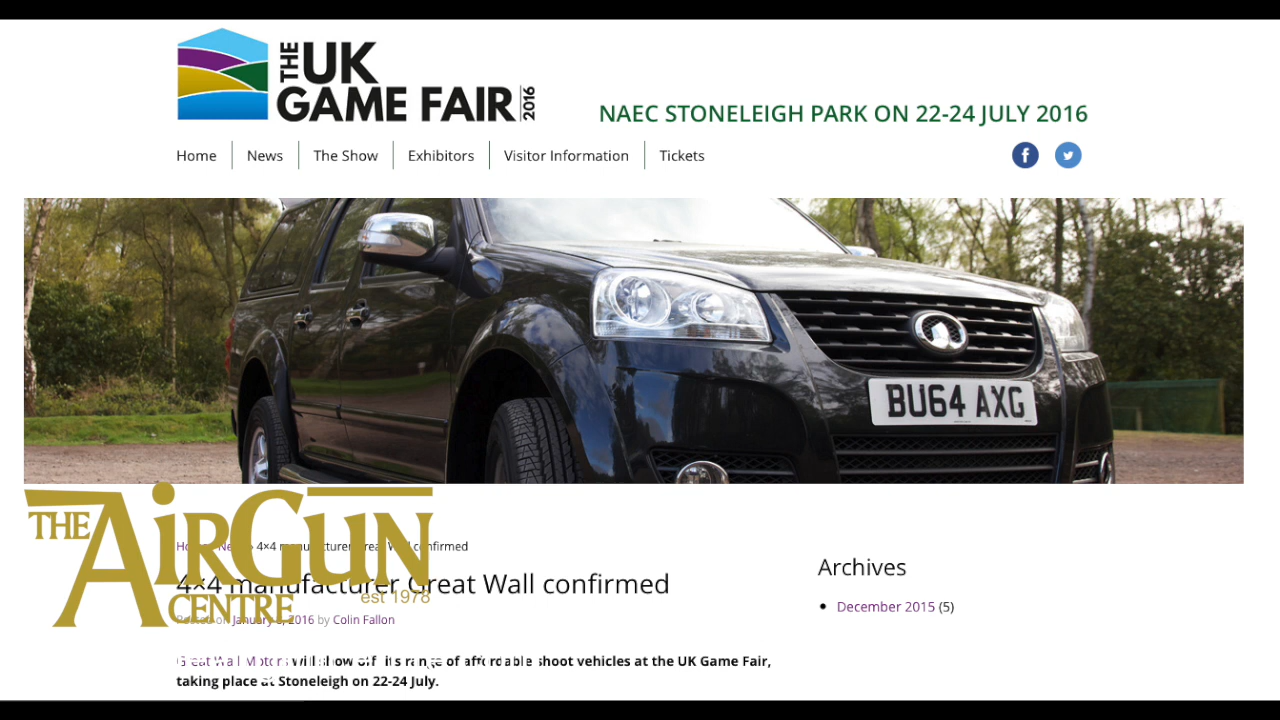 THE UK
GAME FAIR 2016
NAEC STONELEIGH PARK ON 22-24 JULY 2016
Home News The Show Exhibitors Visitor Information Tickets
BU64 AXG
THE AIRGUN
CENTRE
est 1978
Home » News » 4×4 manufacturer Great Wall confirmed
4×4 manufacturer Great Wall confirmed
Posted on January 2016 by Colin Fallon
Great Wall Motors will show off its range of affordable shoot vehicles at the UK Game Fair,
taking place at Stoneleigh on 22-24 July.
Archives
December 2015 (5)